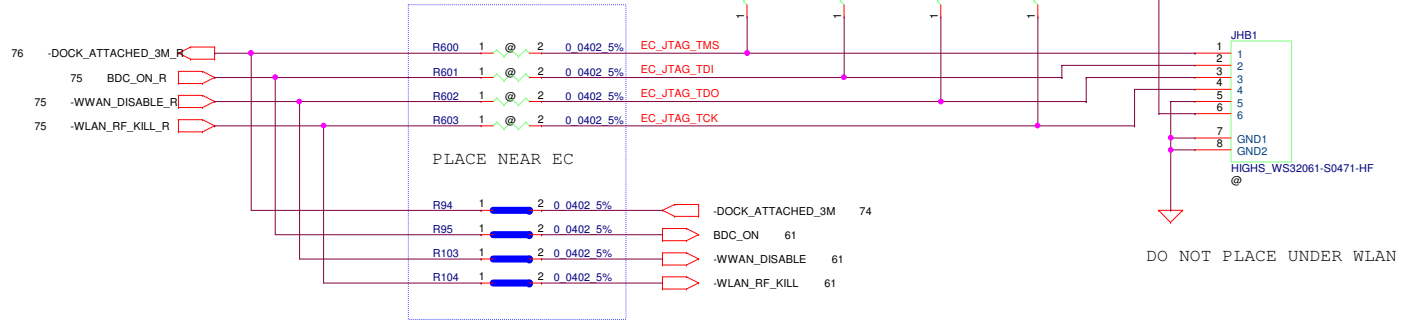 1 1 1 1
JHB1
76 -DOCK_ATTACHED_3M_R R600 1 @ 2 0_0402_5% EC_JTAG_TMS 1 1
75 BDC_ON_R R601 1 @ 2 0_0402_5% EC_JTAG_TDI 2 2
75 -WWAN_DISABLE_R R602 1 @ 2 0_0402_5% EC_JTAG_TDO 3 3
4 4
5 5
6 6
75 -WLAN_RF_KILL_R R603 1 @ 2 0_0402_5% EC_JTAG_TCK
7 GND1
8 GND2
PLACE NEAR EC
HIGHS_WS32061-S0471-HF
@
R94 1 2 0_0402_5% -DOCK_ATTACHED_3M 74
R95 1 2 0_0402_5% BDC_ON 61
R103 1 2 0_0402_5% -WWAN_DISABLE 61
DO NOT PLACE UNDER WLAN
R104 1 2 0_0402_5% -WLAN_RF_KILL 61